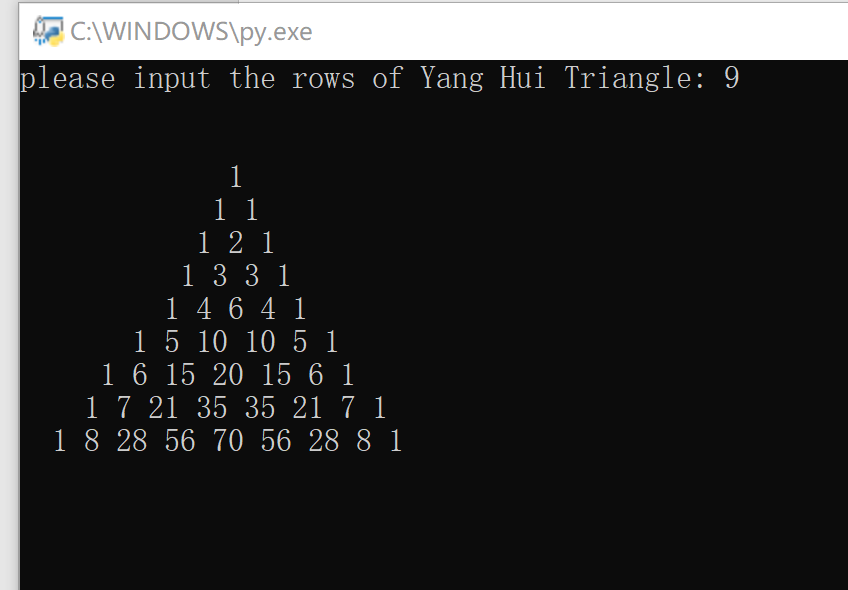 C:\WINDOWS\py.exe
please input the rows of Yang Hui Triangle: 9
1
1 1
1 2 1
1 3 3 1
1 4 6 4 1
1 5 10 10 5 1
1 6 15 20 15 6 1
1 7 21 35 35 21 7 1
1 8 28 56 70 56 28 8 1